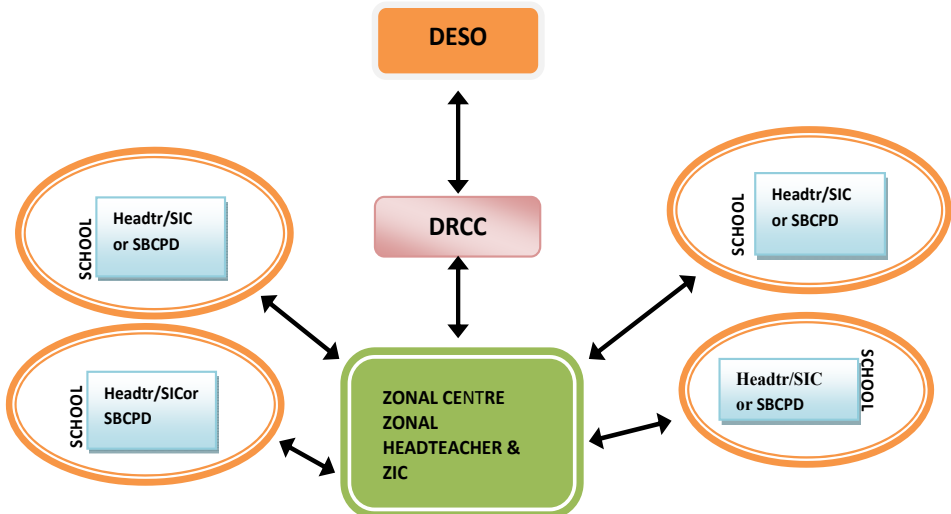 DESO
DRCC
SCHOOL
Headtr/SIC
or SBCPD
SCHOOL
Headtr/SIC
or SBCPD
SCHOOL
Headtr/SICor
SBCPD
Headtr/SIC
or SBCPD
SCHOOL
ZONAL CENTRE
ZONAL
HEADTEACHER &
ZIC